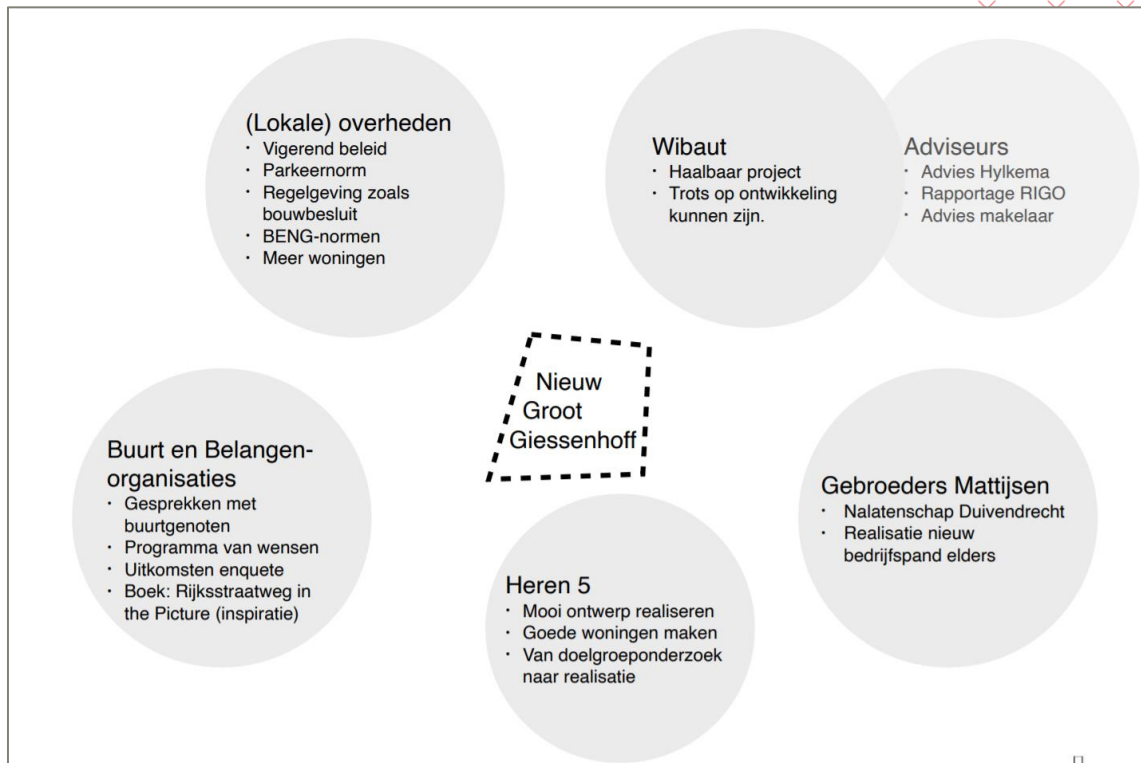 (Lokale) overheden
· Vigerend beleid
· Parkeernorm
· Regelgeving zoals
bouwbesluit
· BENG-normen
· Meer woningen
Wibaut
· Haalbaar project
· Trots op ontwikkeling
kunnen zijn.
Adviseurs
· Advies Hylkema
· Rapportage RIGO
· Advies makelaar
Nieuw
Groot
Giessenhoff
Buurt en Belangen-
organisaties
· Gesprekken met
buurtgenoten
· Programma van wensen
· Uitkomsten enquete
· Boek: Rijksstraatweg in
the Picture (inspiratie)
Heren 5
· Mooi ontwerp realiseren
· Goede woningen maken
· Van doelgroeponderzoek
naar realisatie
Gebroeders Mattijsen
· Nalatenschap Duivendrecht
· Realisatie nieuw
bedrijfspand elders